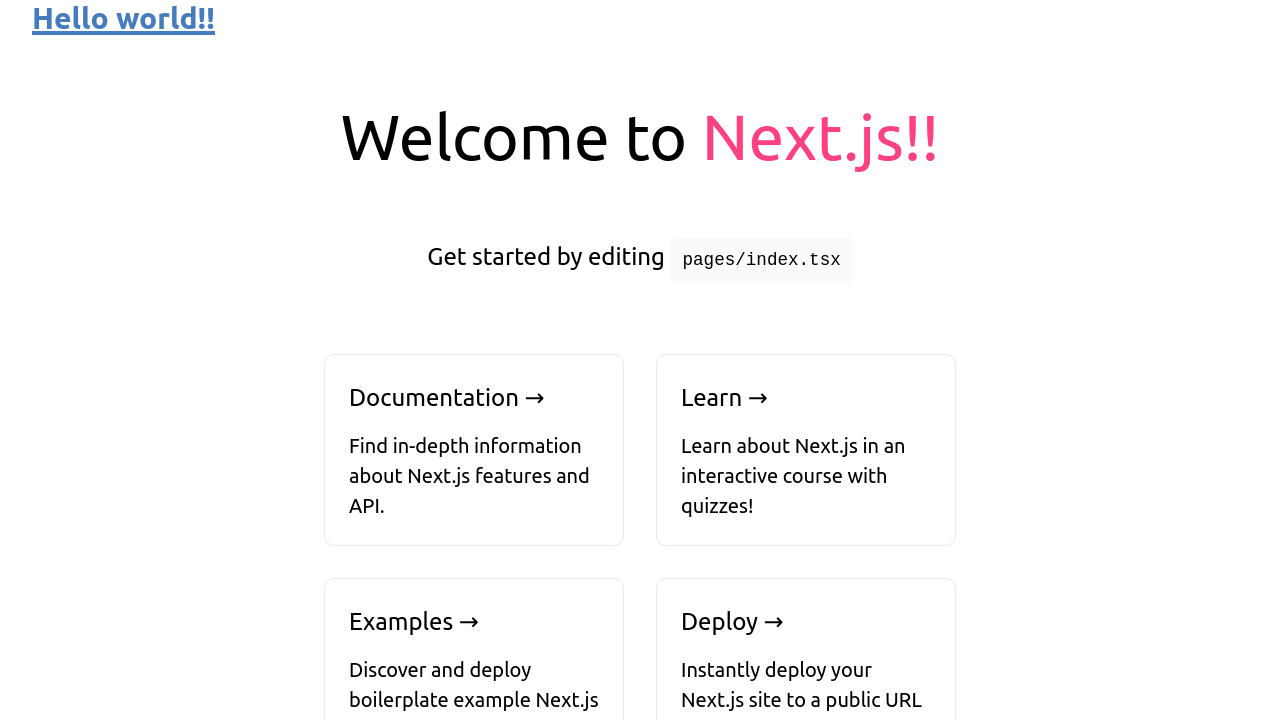 Hello world!!
Welcome to Next.js!!
Get started by editing pages/index.tsx
Documentation →
Find in-depth information
about Next.js features and
API.
Learn →
Learn about Next.js in an
interactive course with
quizzes!
Examples →
Discover and deploy
boilerplate example Next.js
Deploy →
Instantly deploy your
Next.js site to a public URL